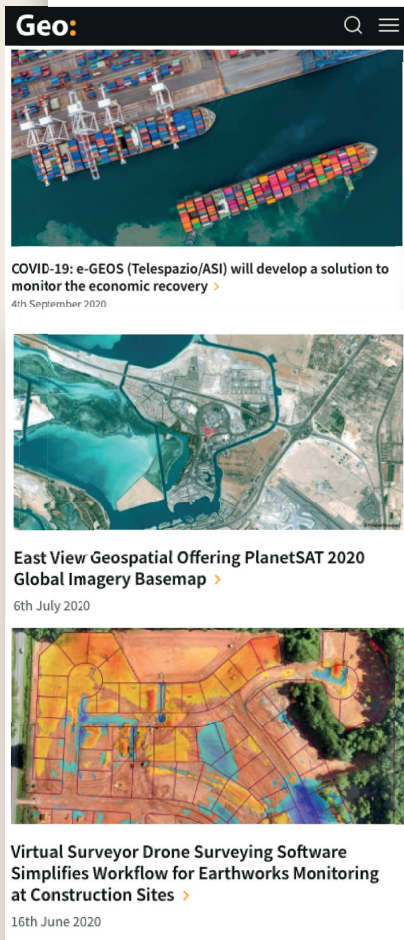 Geo:
COVID-19: e-GEOS (Telespazio/ASI) will develop a solution to
monitor the economic recovery >
4th September 2020
East View Geospatial Offering PlanetSAT 2020
Global Imagery Basemap >
6th July 2020
Virtual Surveyor Drone Surveying Software
Simplifies Workflow for Earthworks Monitoring
at Construction Sites >
16th June 2020